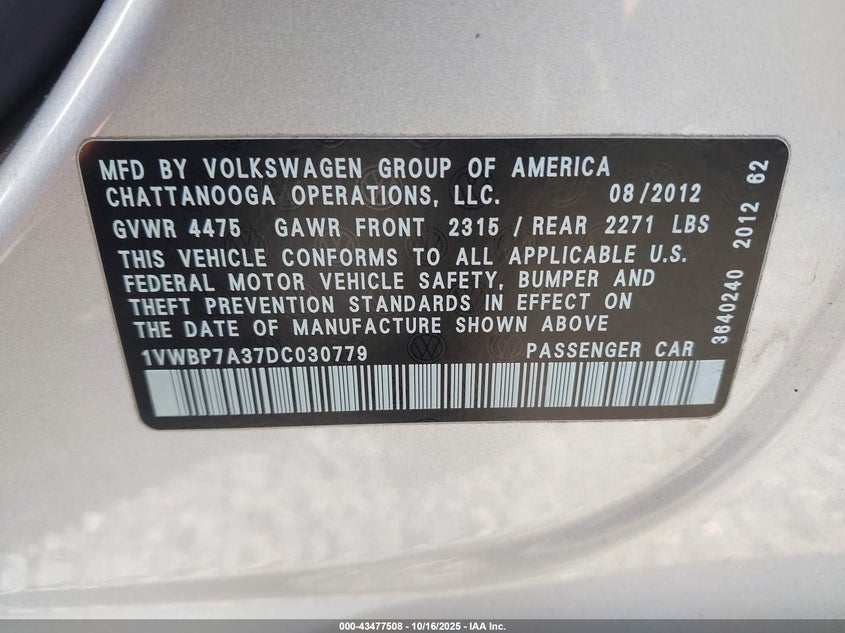 MFD BY VOLKSWAGEN GROUP OF AMERICA
CHATTANOOGA OPERATIONS, LLC. 08/2012
GVWR 4475 GAWR FRONT 2315 / REAR 2271 LBS
THIS VEHICLE CONFORMS TO ALL APPLICABLE U.S.
FEDERAL MOTOR VEHICLE SAFETY, BUMPER AND
THEFT PREVENTION STANDARDS IN EFFECT ON
THE DATE OF MANUFACTURE SHOWN ABOVE
1VWBP7A37DC030779 PASSENGER CAR
3640240 2012 62
000-43477508 - 10/16/2025 - IAA Inc.